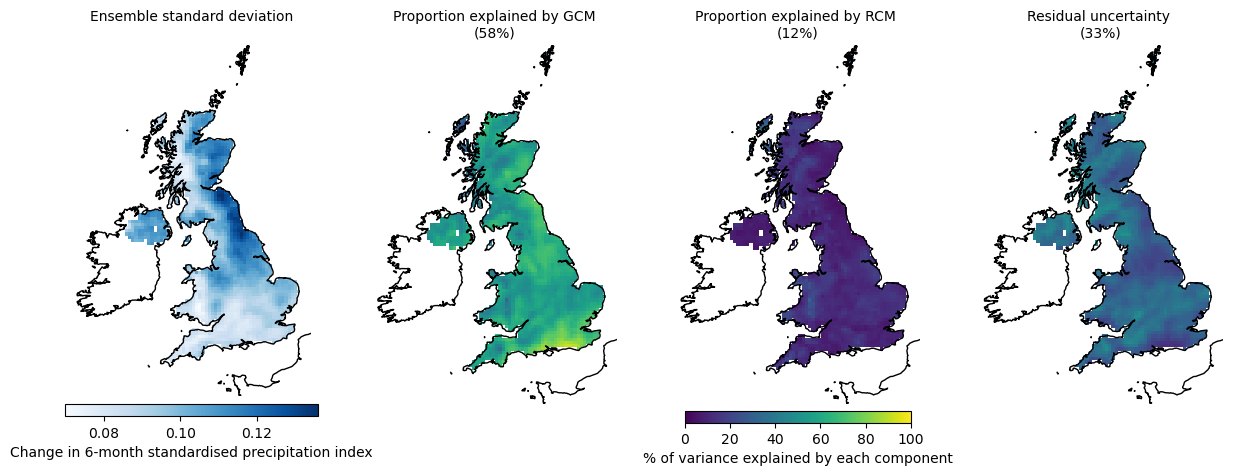 Ensemble standard deviation
Proportion explained by GCM
(58%)
Proportion explained by RCM
(12%)
Residual uncertainty
(33%)
0.08 0.10 0.12
Change in 6-month standardised precipitation index
0 20 40 60 80 100
% of variance explained by each component